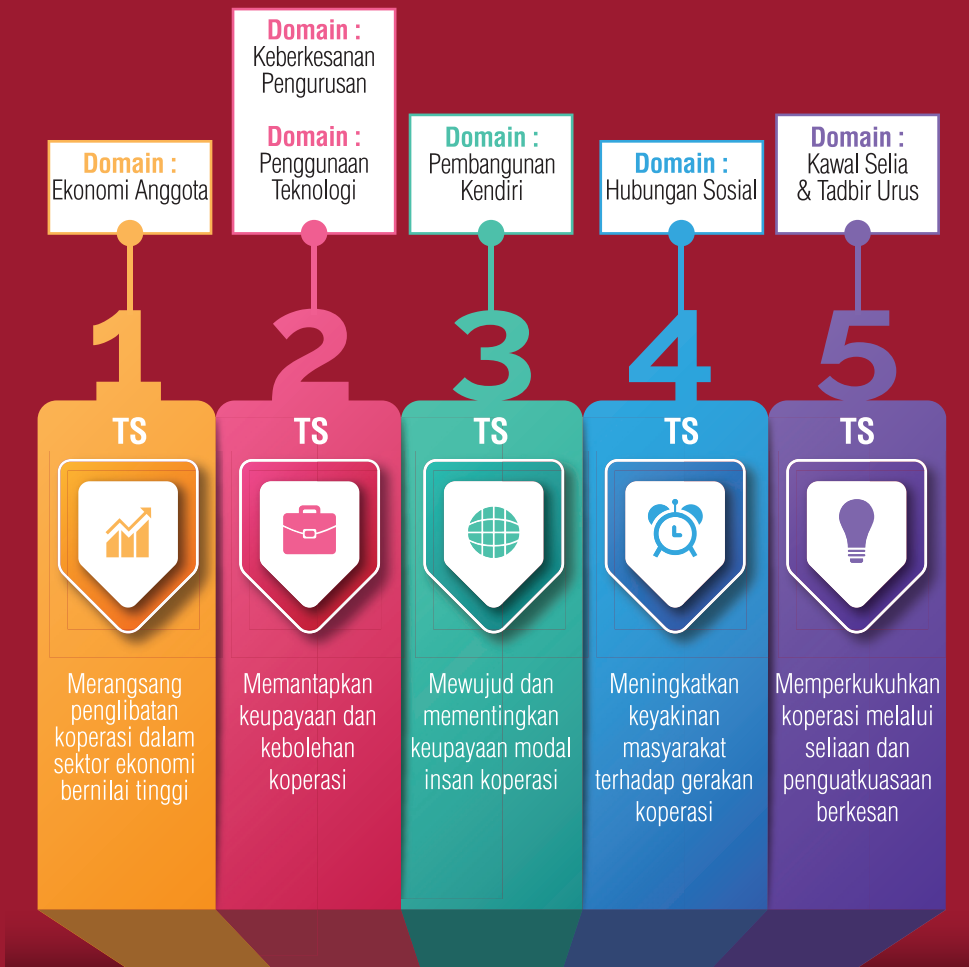 Domain :
Ekonomi Anggota
1
TS
Merangsang
penglibatan
koperasi dalam
sektor ekonomi
bernilai tinggi
Domain :
Keberkesanan
Pengurusan
Domain :
Penggunaan
Teknologi
2
TS
Memantapkan
keupayaan dan
kebolehan
koperasi
Domain :
Pembangunan
Kendiri
3
TS
Mewujud dan
mementingkan
keupayaan modal
insan koperasi
Domain :
Hubungan Sosial
4
TS
Meningkatkan
keyakinan
masyarakat
terhadap gerakan
koperasi
Domain :
Kawal Selia
& Tadbir Urus
5
TS
Memperkukuhkan
koperasi melalui
seliaan dan
penguatkuasaan
berkesan